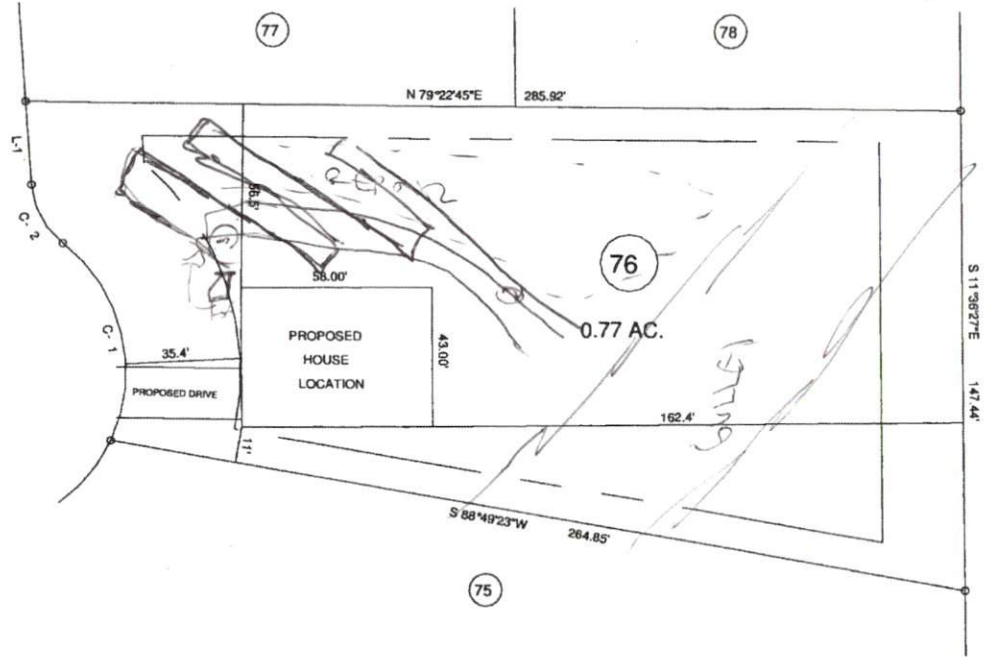 77
78
N 79°22'45"E 285.92'
L-1
C-2
56.5'
76
58.00'
0.77 AC.
S 11°36'27"E 147.44'
PROPOSED
HOUSE
LOCATION
43.00'
C-1
35.4'
PROPOSED DRIVE
GULLEY
162.4'
11'
S 88°49'23"W 264.85'
75